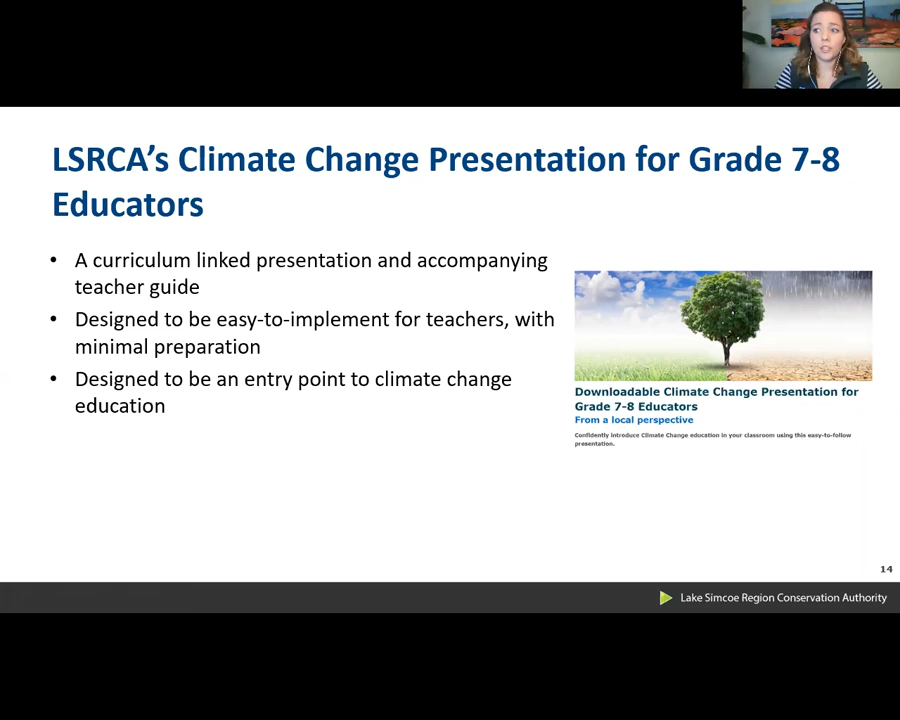 LSRCA’s Climate Change Presentation for Grade 7-8
Educators
• A curriculum linked presentation and accompanying
teacher guide
• Designed to be easy-to-implement for teachers, with
minimal preparation
• Designed to be an entry point to climate change
education
Downloadable Climate Change Presentation for
Grade 7-8 Educators
From a local perspective
Confidently introduce Climate Change education in your classroom using this easy-to-follow
presentation.
14
Lake Simcoe Region Conservation Authority